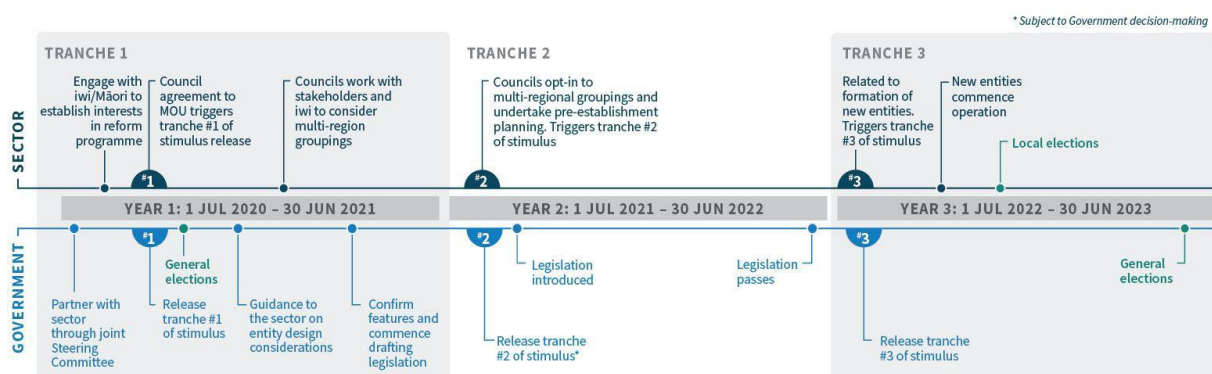 * Subject to Government decision-making
TRANCHE 1
TRANCHE 2
TRANCHE 3
SECTOR
Engage with
iwi/Māori to
establish interests
in reform
programme
Council
agreement to
MOU triggers
tranche #1 of
stimulus release
Councils work with
stakeholders and
iwi to consider
multi-region
groupings
Councils opt-in to
multi-regional groupings and
undertake pre-establishment
planning. Triggers tranche #2
of stimulus
Related to
formation of
new entities.
Triggers tranche
#3 of stimulus
New entities
commence
operation
Local elections
#1
#2
#3
YEAR 1: 1 JUL 2020 – 30 JUN 2021
YEAR 2: 1 JUL 2021 – 30 JUN 2022
YEAR 3: 1 JUL 2022 – 30 JUN 2023
GOVERNMENT
#1
#2
#3
Partner with
sector
through joint
Steering
Committee
Release
tranche #1
of stimulus
General
elections
Guidance to
the sector on
entity design
considerations
Confirm
features and
commence
drafting
legislation
Release tranche
#2 of stimulus*
Legislation
introduced
Legislation
passes
Release tranche
#3 of stimulus
General
elections